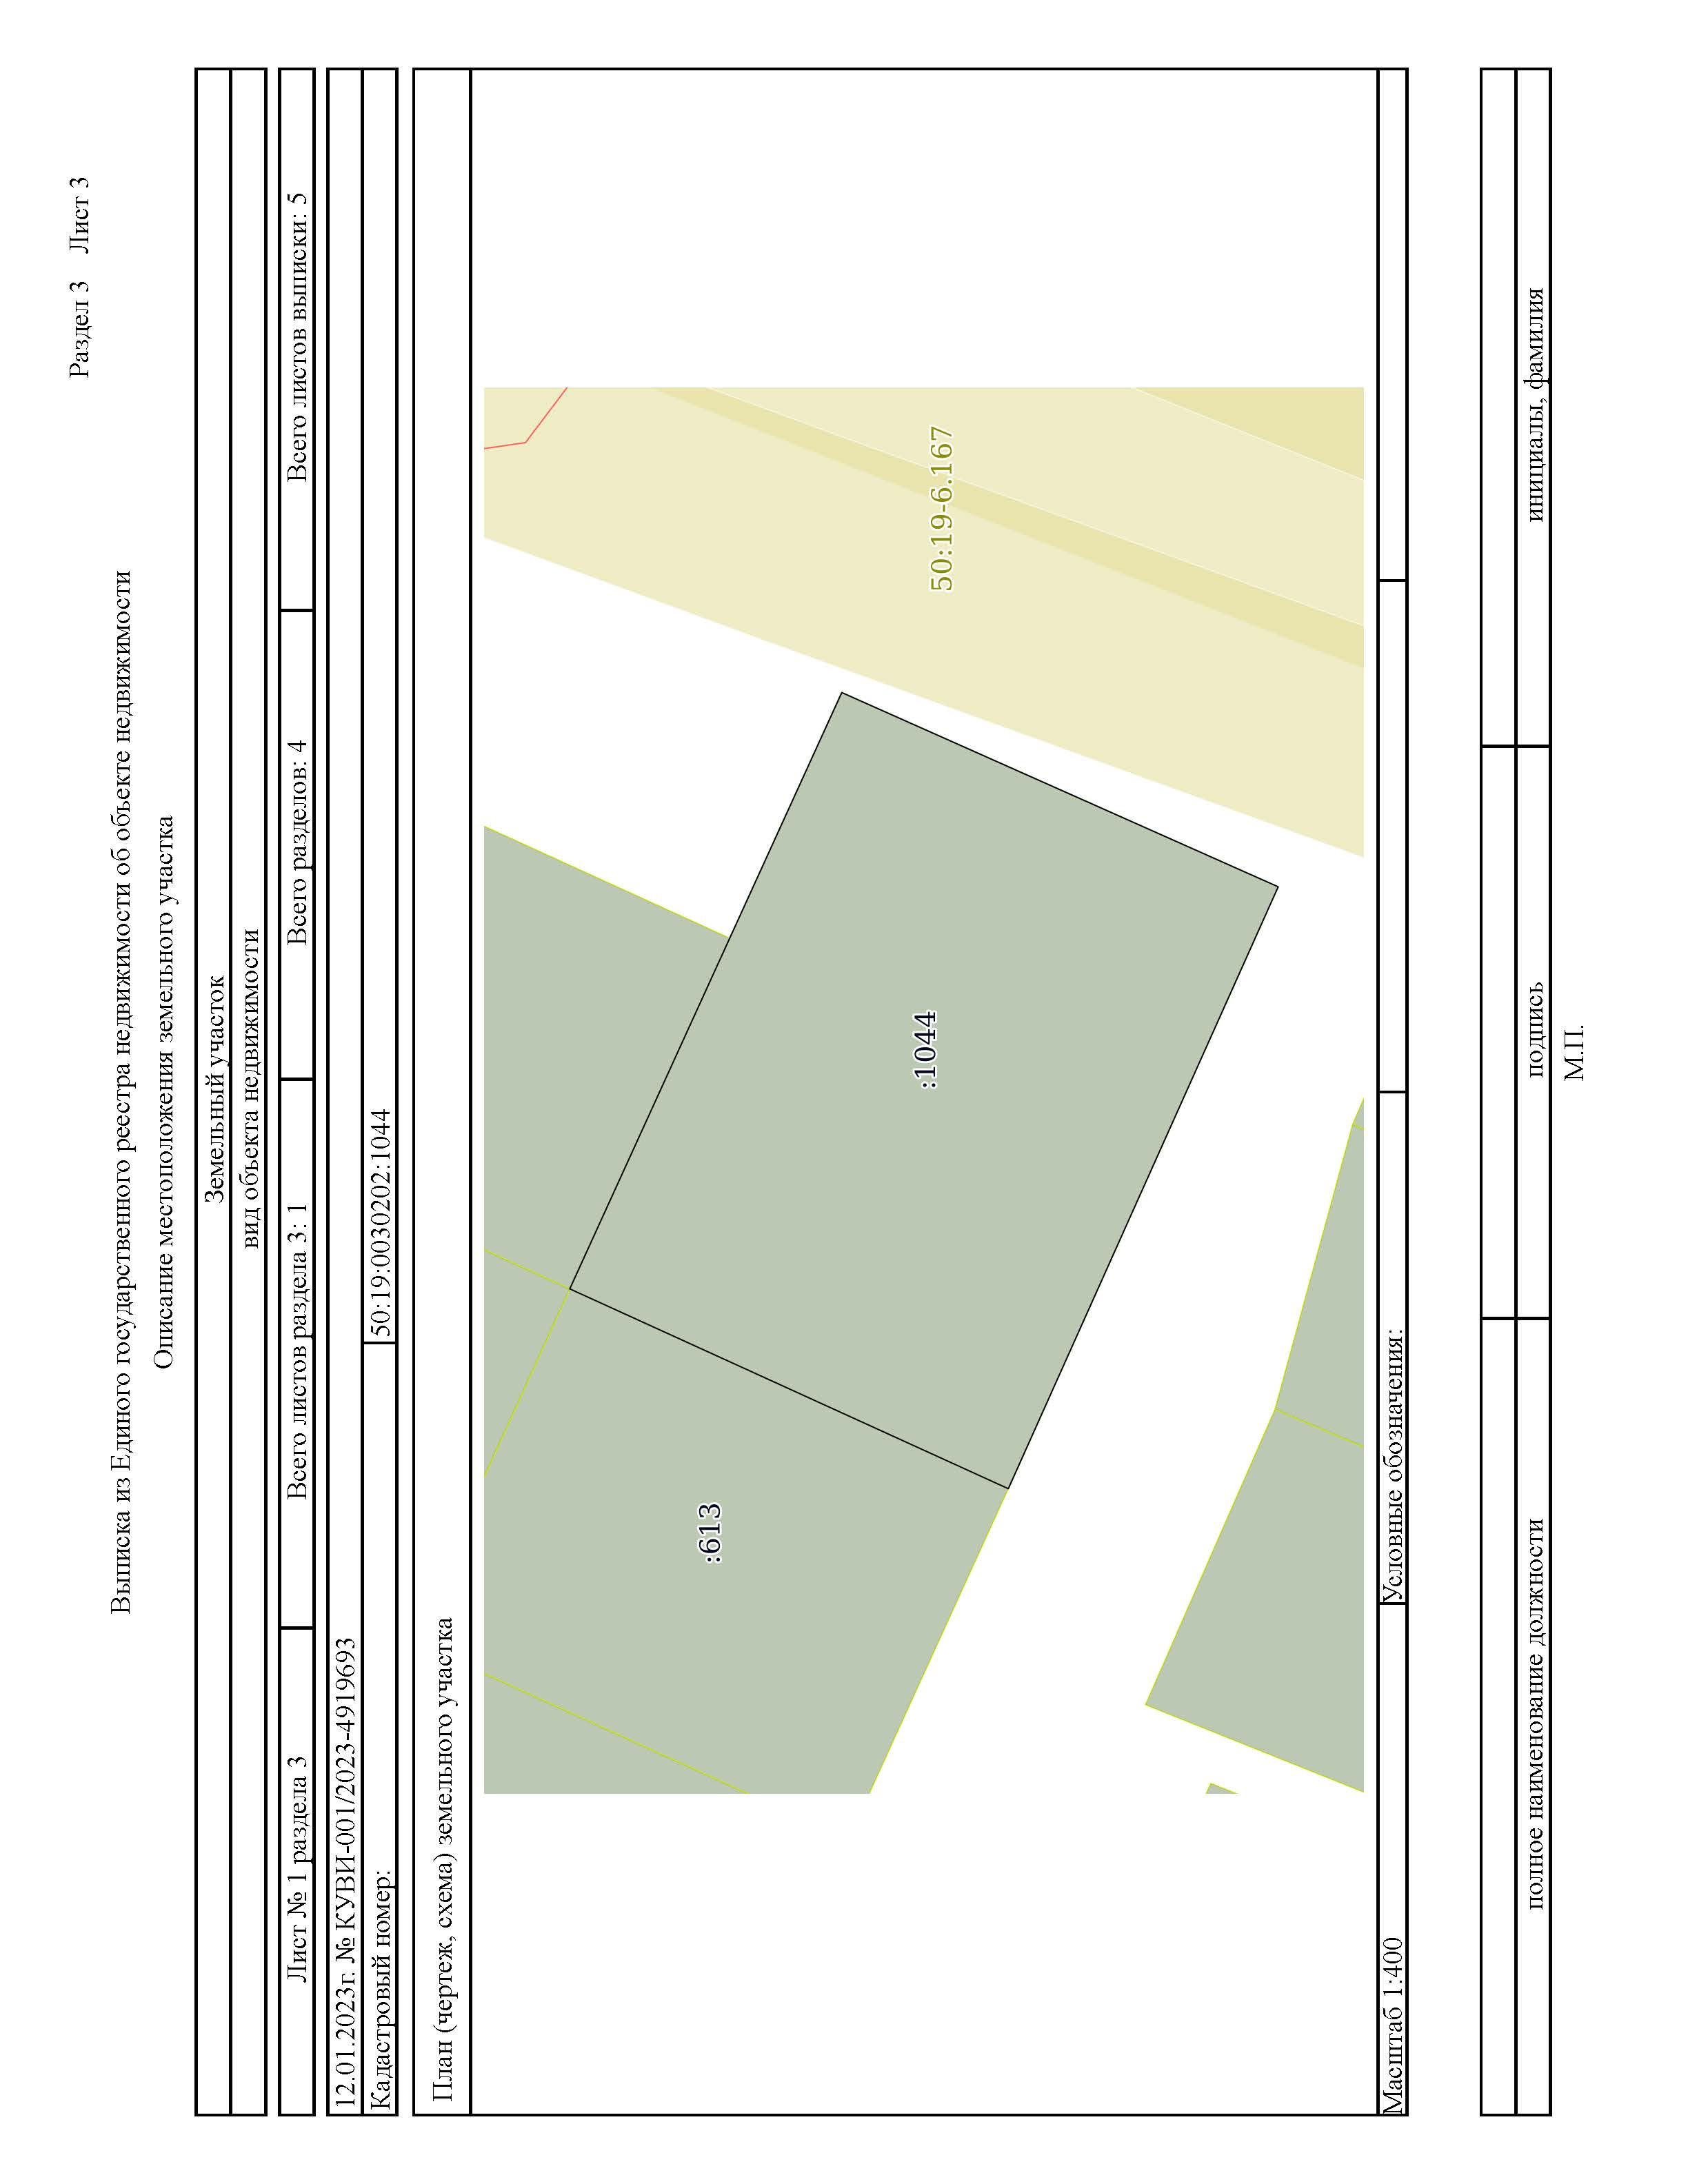 Раздел 3 Лист 3
Выписка из Единого государственного реестра недвижимости об объекте недвижимости
Описание местоположения земельного участка
Земельный участок
вид объекта недвижимости
Лист № 1 раздела 3 Всего листов раздела 3: 1 Всего разделов: 4 Всего листов выписки: 5
12.01.2023г. № КУВИ-001/2023-4919693
Кадастровый номер: 50:19:0030202:1044
План (чертеж, схема) земельного участка
:613
:1044
50:19-6.167
Масштаб 1:400 Условные обозначения:
полное наименование должности подпись инициалы, фамилия
М.П.